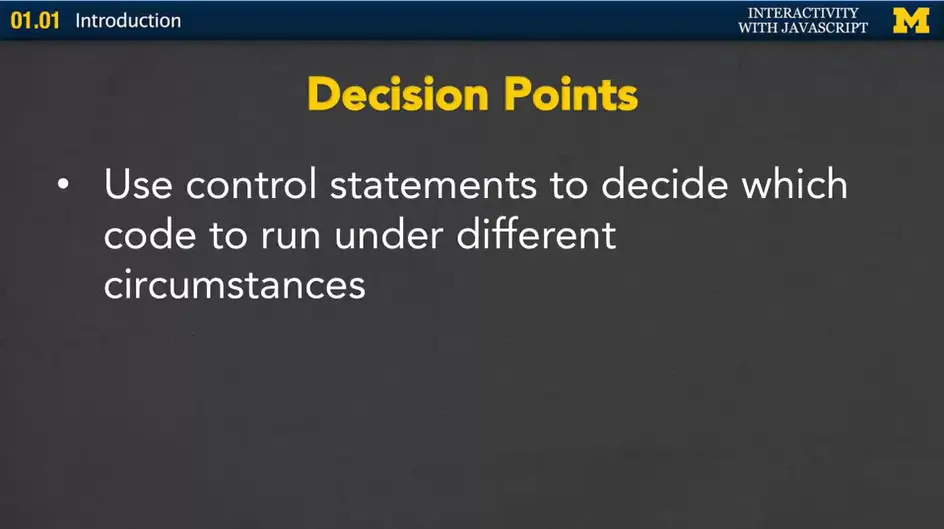 01.01 Introduction
INTERACTIVITY
WITH JAVASCRIPT
M
Decision Points
• Use control statements to decide which
code to run under different
circumstances